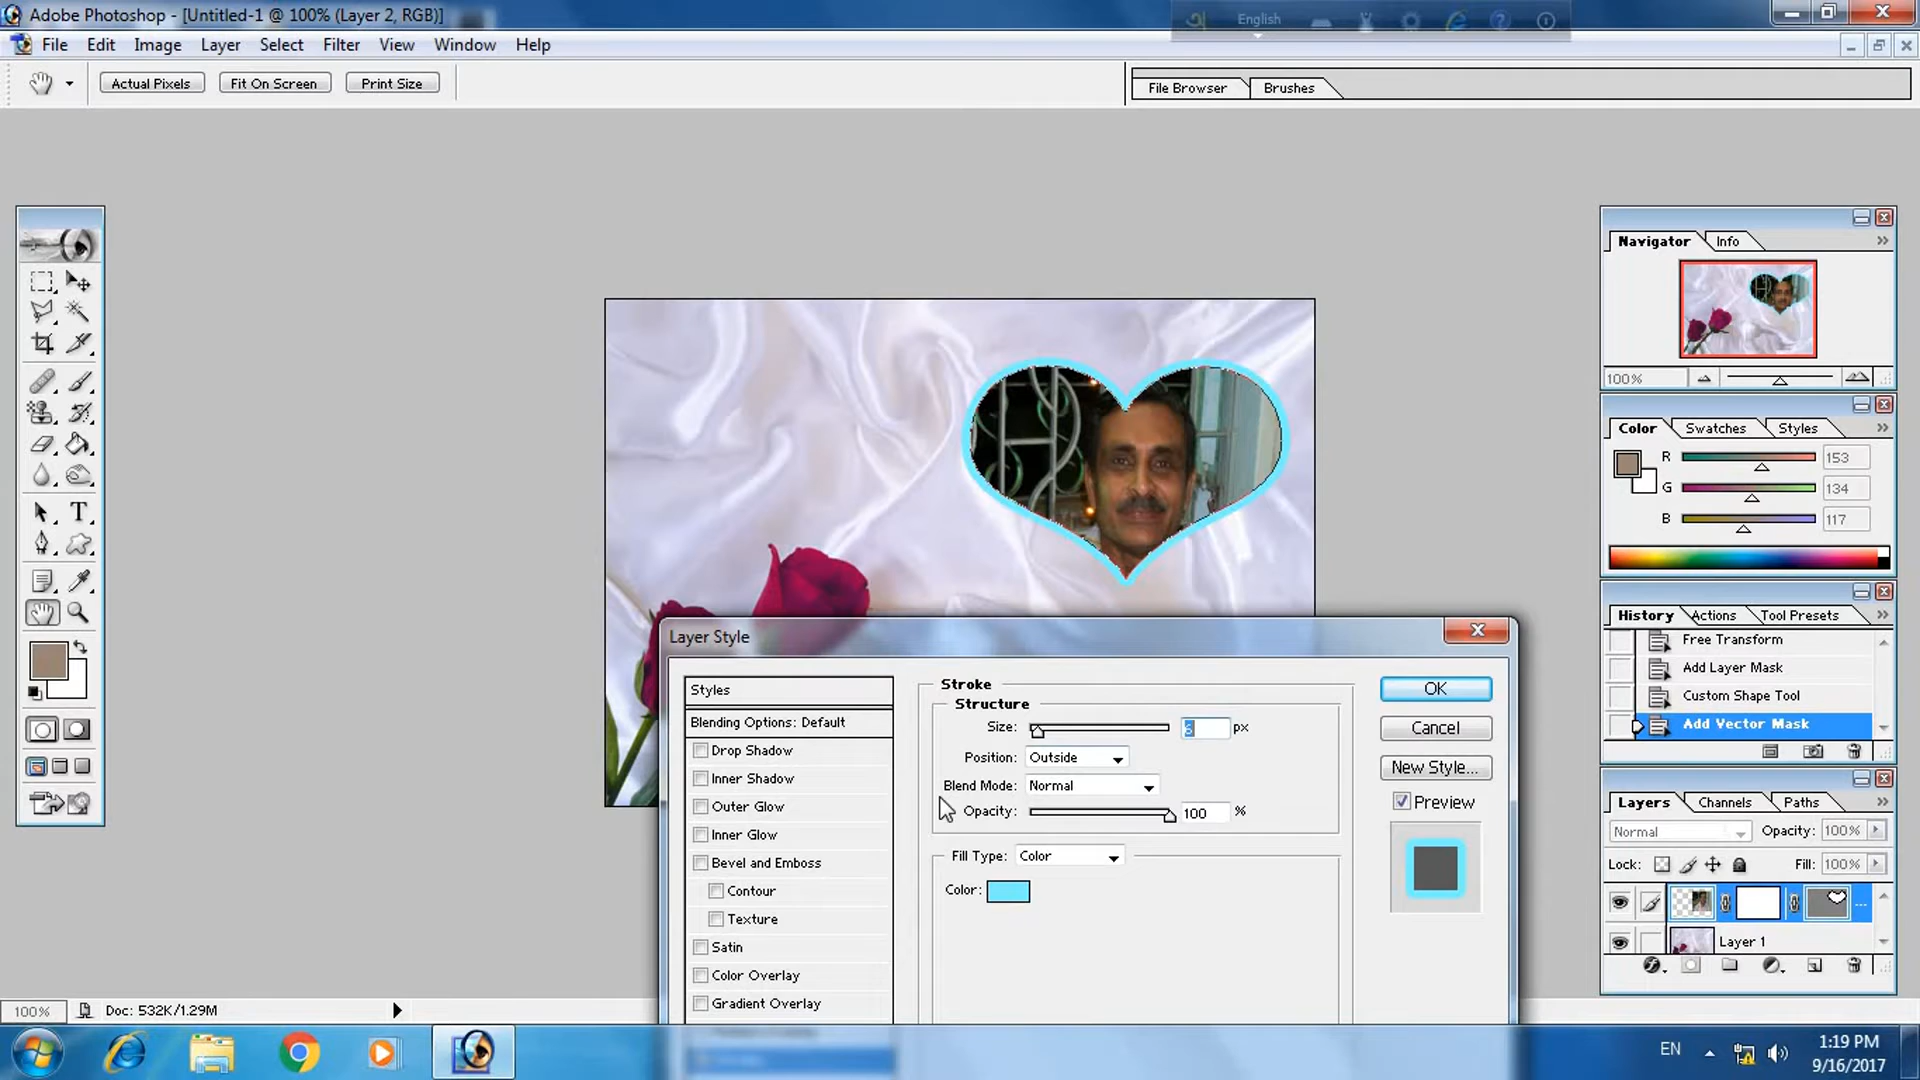 Adobe Photoshop - [Untitled-1 @ 100% (Layer 2, RGB)]
English
File Edit Image Layer Select Filter View Window Help
Actual Pixels Fit On Screen Print Size
File Browser Brushes
Navigator Info
100%
Color Swatches Styles
R 153
G 134
B 117
History Actions Tool Presets
Free Transform
Add Layer Mask
Custom Shape Tool
Add Vector Mask
Layers Channels Paths
Normal Opacity: 100%
Lock: Fill: 100%
Layer 1
Layer Style
Styles
Blending Options: Default
Drop Shadow
Inner Shadow
Outer Glow
Inner Glow
Bevel and Emboss
Contour
Texture
Satin
Color Overlay
Gradient Overlay
Stroke
Structure
Size: px
Position: Outside
Blend Mode: Normal
Opacity: 100 %
Fill Type: Color
Color:
OK
Cancel
New Style...
Preview
100% Doc: 532K/1.29M
EN
1:19 PM
9/16/2017